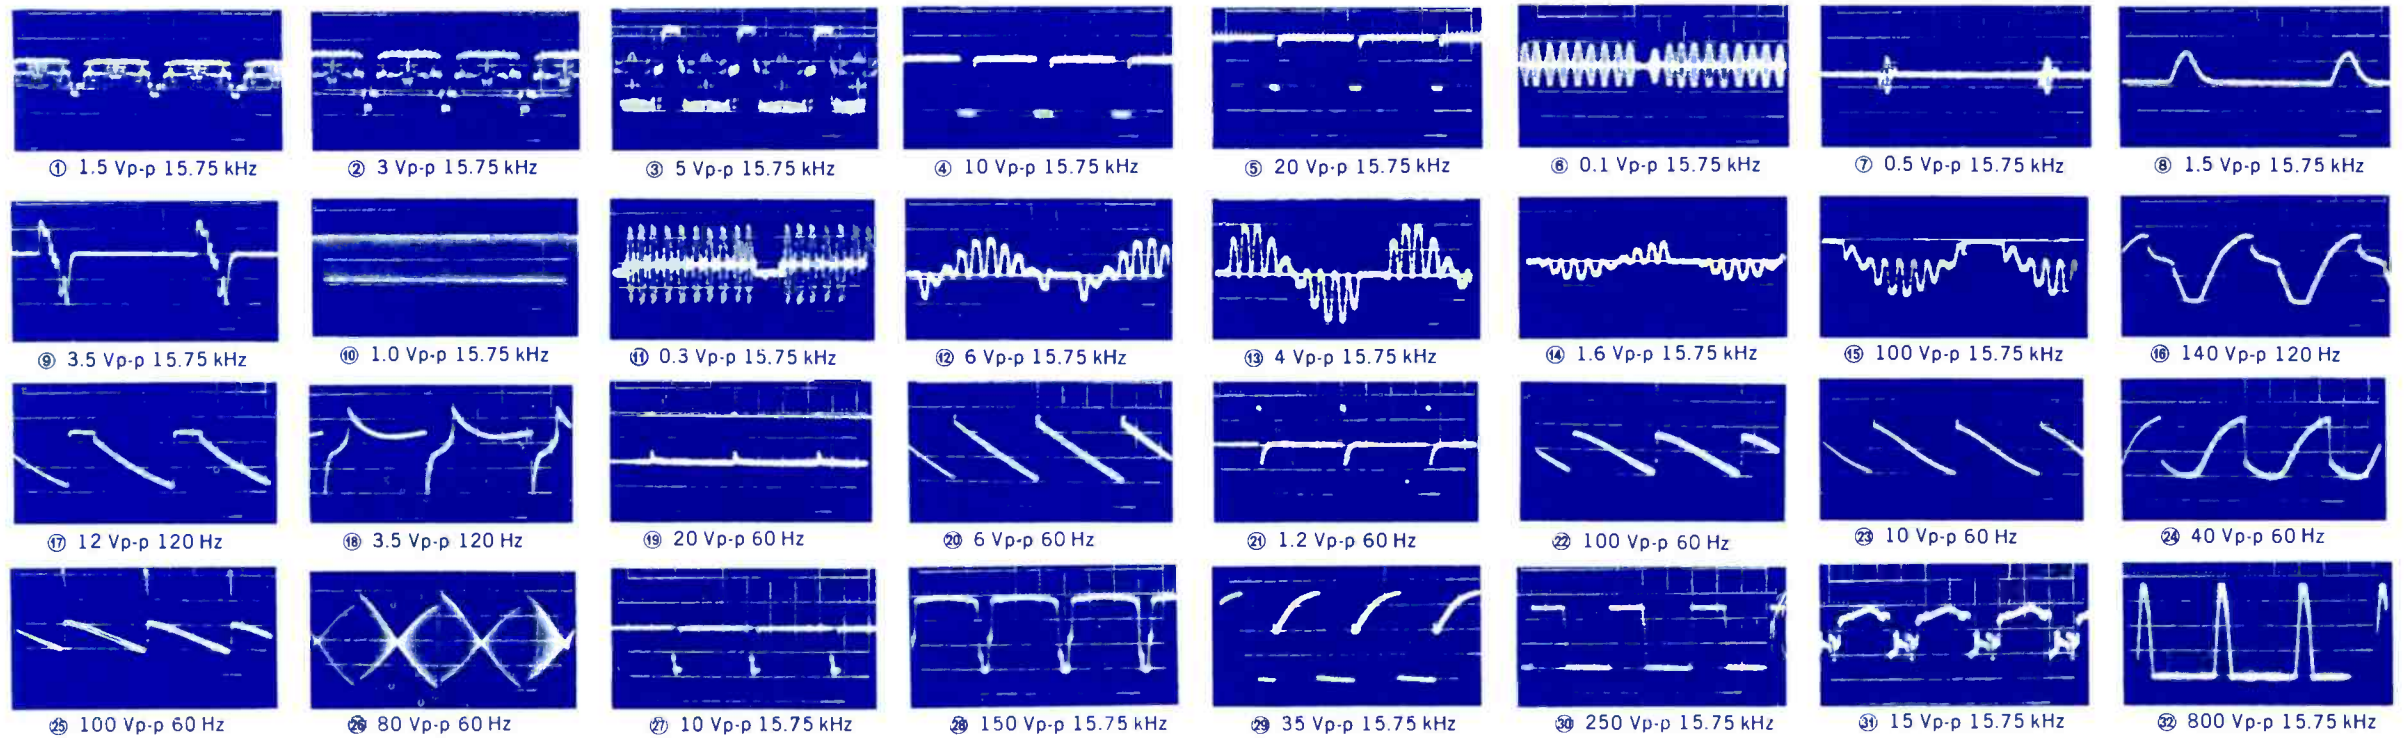 ① 1.5 Vp-p 15.75 kHz
② 3 Vp-p 15.75 kHz
③ 5 Vp-p 15.75 kHz
④ 10 Vp-p 15.75 kHz
⑤ 20 Vp-p 15.75 kHz
⑥ 0.1 Vp-p 15.75 kHz
⑦ 0.5 Vp-p 15.75 kHz
⑧ 1.5 Vp-p 15.75 kHz
⑨ 3.5 Vp-p 15.75 kHz
⑩ 1.0 Vp-p 15.75 kHz
⑪ 0.3 Vp-p 15.75 kHz
⑫ 6 Vp-p 15.75 kHz
⑬ 4 Vp-p 15.75 kHz
⑭ 1.6 Vp-p 15.75 kHz
⑮ 100 Vp-p 15.75 kHz
⑯ 140 Vp-p 120 Hz
⑰ 12 Vp-p 120 Hz
⑱ 3.5 Vp-p 120 Hz
⑲ 20 Vp-p 60 Hz
⑳ 6 Vp-p 60 Hz
㉑ 1.2 Vp-p 60 Hz
㉒ 100 Vp-p 60 Hz
㉓ 10 Vp-p 60 Hz
㉔ 40 Vp-p 60 Hz
㉕ 100 Vp-p 60 Hz
㉖ 80 Vp-p 60 Hz
㉗ 10 Vp-p 15.75 kHz
㉘ 150 Vp-p 15.75 kHz
㉙ 35 Vp-p 15.75 kHz
㉚ 250 Vp-p 15.75 kHz
㉛ 15 Vp-p 15.75 kHz
㉜ 800 Vp-p 15.75 kHz